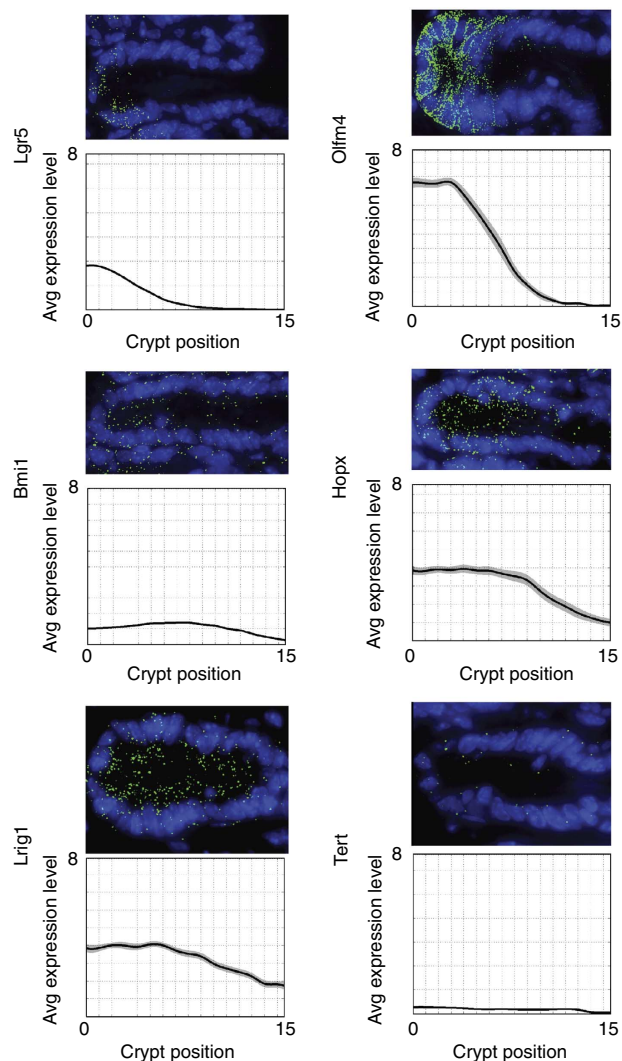 Lgr5
8
Avg expression level
0
15
Crypt position
Olfm4
8
Avg expression level
0
15
Crypt position
Bmi1
8
Avg expression level
0
15
Crypt position
Hopx
8
Avg expression level
0
15
Crypt position
Lrig1
8
Avg expression level
0
15
Crypt position
Tert
8
Avg expression level
0
15
Crypt position